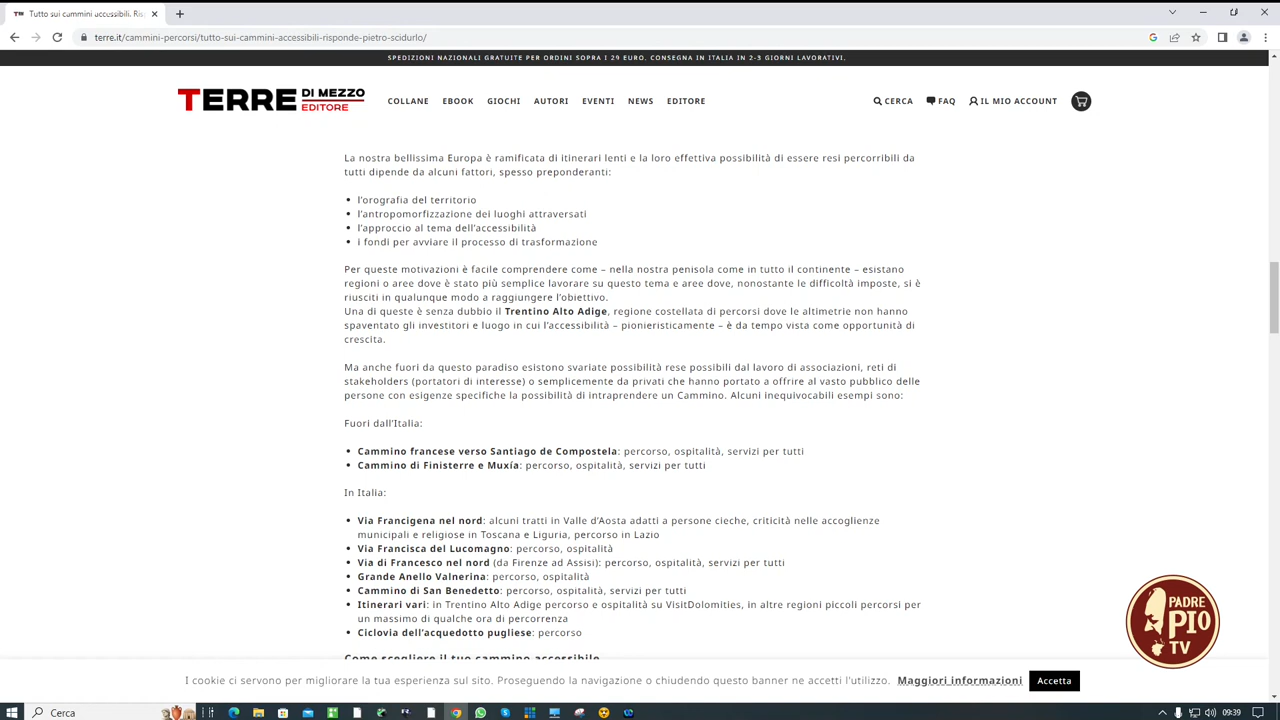 Tutto sui cammini accessibili. Ris
terre.it/cammini-percorsi/tutto-sui-cammini-accessibili-risponde-pietro-scidurlo/
SPEDIZIONI NAZIONALI GRATUITE PER ORDINI SOPRA I 29 EURO. CONSEGNA IN ITALIA IN 2-3 GIORNI LAVORATIVI.
TERRE DI MEZZO EDITORE
COLLANE EBOOK GIOCHI AUTORI EVENTI NEWS EDITORE CERCA FAQ IL MIO ACCOUNT
La nostra bellissima Europa è ramificata di itinerari lenti e la loro effettiva possibilità di essere resi percorribili da
tutti dipende da alcuni fattori, spesso preponderanti:
• l'orografia del territorio
• l'antropomorfizzazione dei luoghi attraversati
• l'approccio al tema dell'accessibilità
• i fondi per avviare il processo di trasformazione
Per queste motivazioni è facile comprendere come – nella nostra penisola come in tutto il continente – esistano
regioni o aree dove è stato più semplice lavorare su questo tema e aree dove, nonostante le difficoltà imposte, si è
riusciti in qualunque modo a raggiungere l'obiettivo.
Una di queste è senza dubbio il Trentino Alto Adige, regione costellata di percorsi dove le altimetrie non hanno
spaventato gli investitori e luogo in cui l'accessibilità – pionieristicamente – è da tempo vista come opportunità di
crescita.
Ma anche fuori da questo paradiso esistono svariate possibilità rese possibili dal lavoro di associazioni, reti di
stakeholders (portatori di interesse) o semplicemente da privati che hanno portato a offrire al vasto pubblico delle
persone con esigenze specifiche la possibilità di intraprendere un Cammino. Alcuni inequivocabili esempi sono:
Fuori dall'Italia:
• Cammino francese verso Santiago de Compostela: percorso, ospitalità, servizi per tutti
• Cammino di Finisterre e Muxía: percorso, ospitalità, servizi per tutti
In Italia:
• Via Francigena nel nord: alcuni tratti in Valle d'Aosta adatti a persone cieche, criticità nelle accoglienze
municipali e religiose in Toscana e Liguria, percorso in Lazio
• Via Francisca del Lucomagno: percorso, ospitalità
• Via di Francesco nel nord (da Firenze ad Assisi): percorso, ospitalità, servizi per tutti
• Grande Anello Valnerina: percorso, ospitalità
• Cammino di San Benedetto: percorso, ospitalità, servizi per tutti
• Itinerari vari: in Trentino Alto Adige percorso e ospitalità su VisitDolomities, in altre regioni piccoli percorsi per
un massimo di qualche ora di percorrenza
• Ciclovia dell'acquedotto pugliese: percorso
Come scegliere il tuo cammino accessibile
PADRE PIO TV
I cookie ci servono per migliorare la tua esperienza sul sito. Proseguendo la navigazione o chiudendo questo banner ne accetti l'utilizzo. Maggiori informazioni Accetta
Cerca
09:39